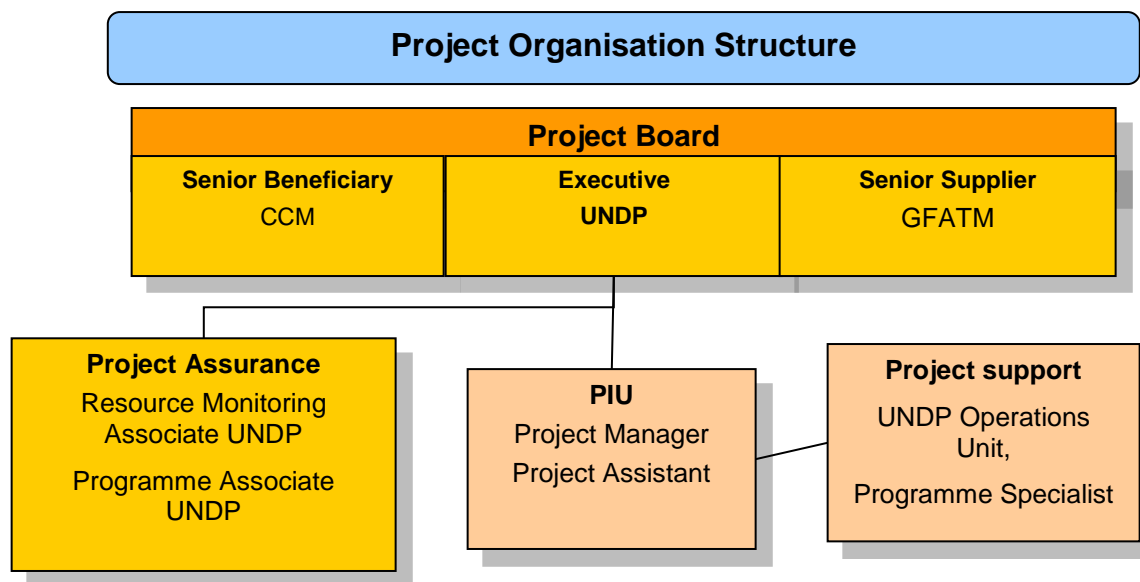 Project Organisation Structure
Project Board
Senior Beneficiary
CCM
Executive
UNDP
Senior Supplier
GFATM
Project Assurance
Resource Monitoring
Associate UNDP
Programme Associate
UNDP
PIU
Project Manager
Project Assistant
Project support
UNDP Operations
Unit,
Programme Specialist